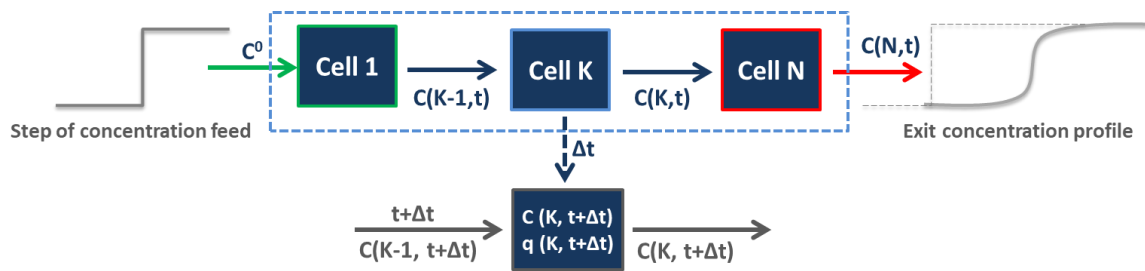 C⁰
Cell 1
C(K-1,t)
Cell K
C(K,t)
Cell N
C(N,t)
Step of concentration feed
Exit concentration profile
Δt
t+Δt
C(K-1, t+Δt)
C (K, t+Δt)
q (K, t+Δt)
C(K, t+Δt)